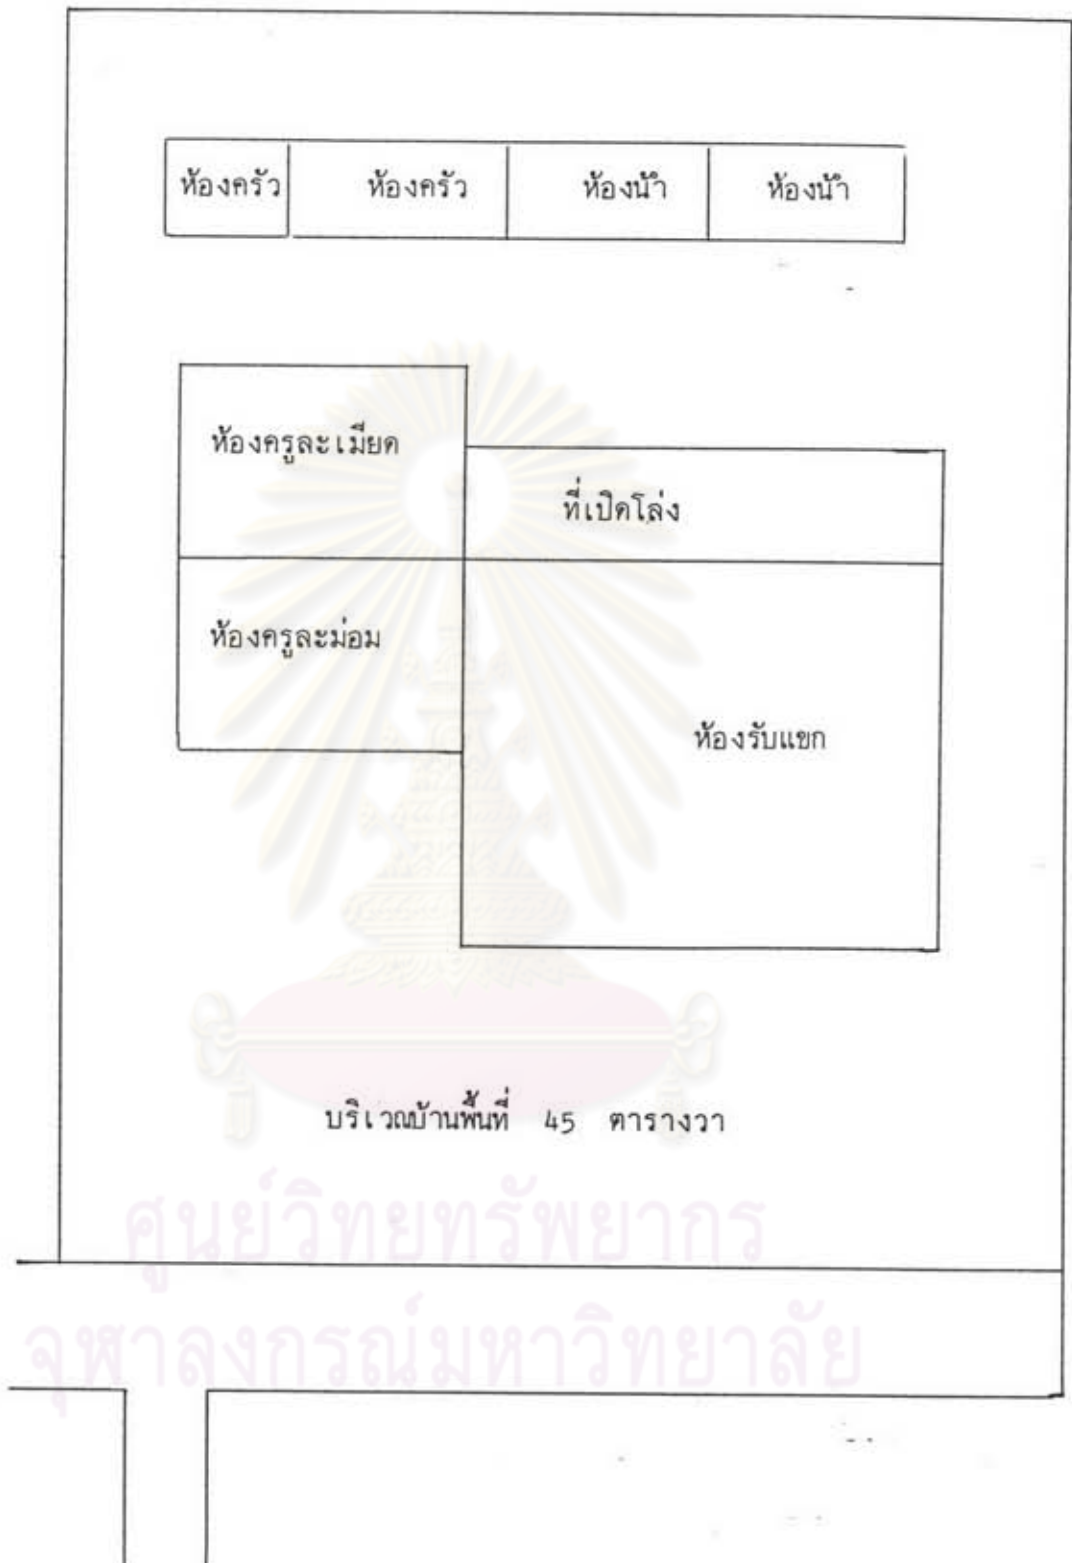 ห้องครัว ห้องครัว ห้องน้ำ ห้องน้ำ
ห้องครูละเมียด
ที่เปิดโล่ง
ห้องครูละม่อม
ห้องรับแขก
บริเวณบ้านพื้นที่ 45 ตารางวา
ศูนย์วิทยทรัพยากร
จุฬาลงกรณ์มหาวิทยาลัย